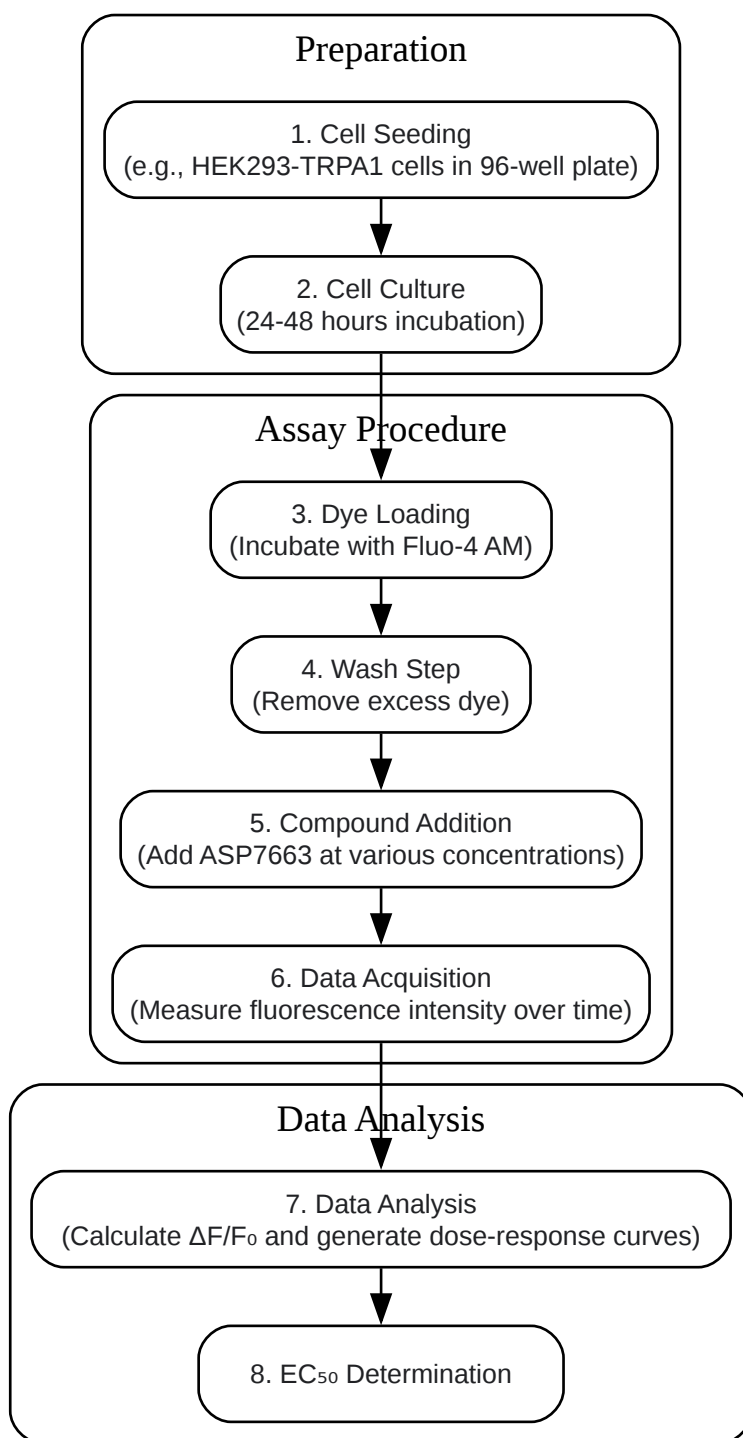 Preparation
1. Cell Seeding
(e.g., HEK293-TRPA1 cells in 96-well plate)
2. Cell Culture
(24-48 hours incubation)
Assay Procedure
3. Dye Loading
(Incubate with Fluo-4 AM)
4. Wash Step
(Remove excess dye)
5. Compound Addition
(Add ASP7663 at various concentrations)
6. Data Acquisition
(Measure fluorescence intensity over time)
Data Analysis
7. Data Analysis
(Calculate ΔF/F₀ and generate dose-response curves)
8. EC₅₀ Determination